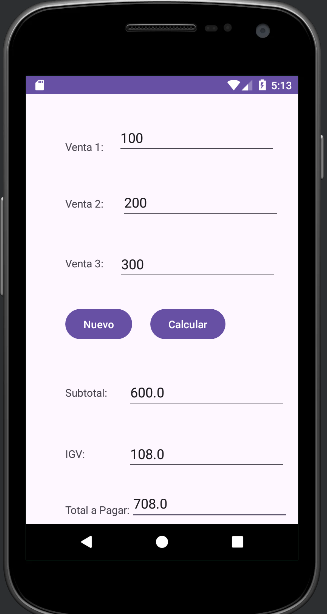 5:13
Venta 1: 100
Venta 2: 200
Venta 3: 300
Nuevo Calcular
Subtotal: 600.0
IGV: 108.0
Total a Pagar: 708.0